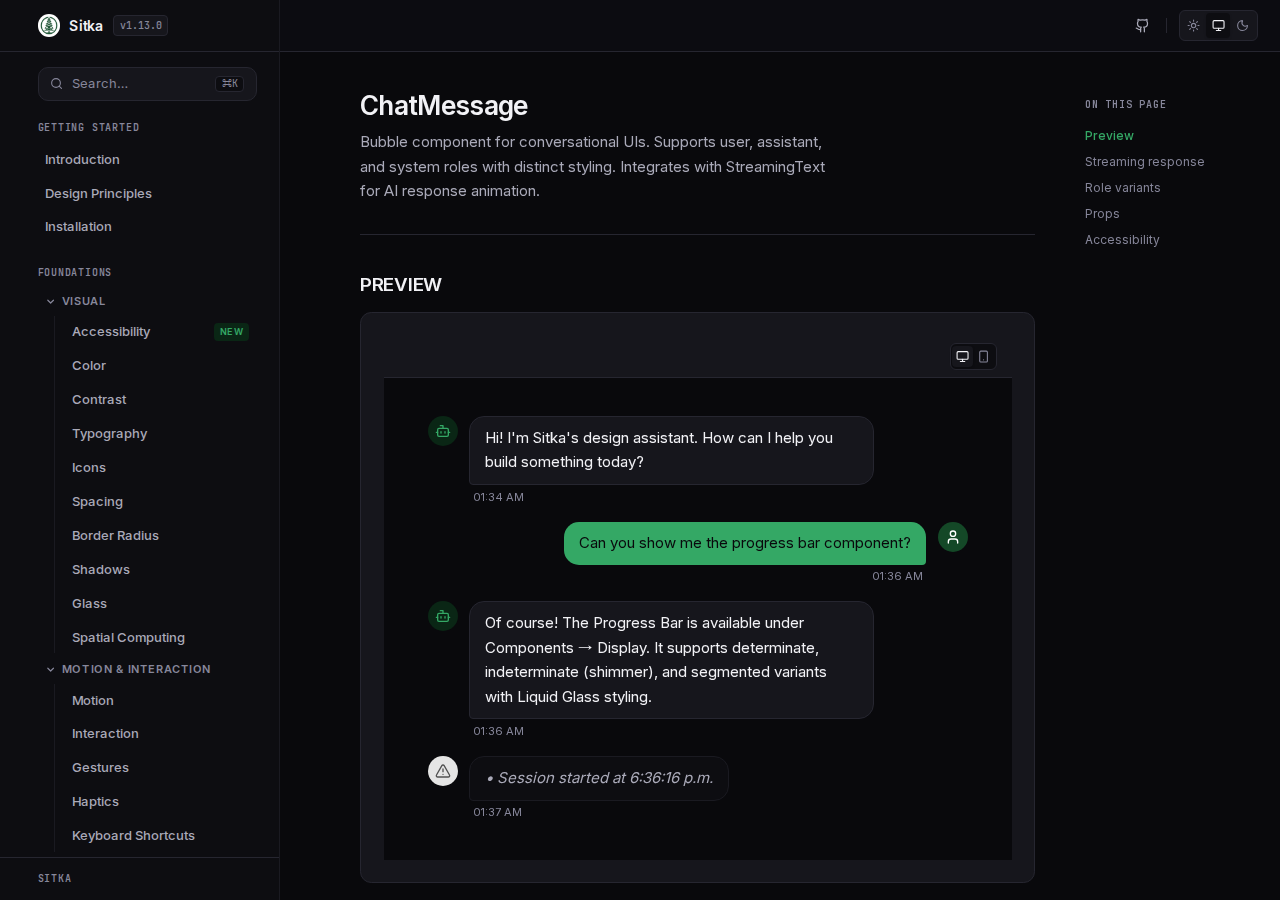 Sitka v1.13.0
Search... ⌘K
GETTING STARTED
Introduction
Design Principles
Installation
FOUNDATIONS
VISUAL
Accessibility NEW
Color
Contrast
Typography
Icons
Spacing
Border Radius
Shadows
Glass
Spatial Computing
MOTION & INTERACTION
Motion
Interaction
Gestures
Haptics
Keyboard Shortcuts
SITKA
ChatMessage
Bubble component for conversational UIs. Supports user, assistant,
and system roles with distinct styling. Integrates with StreamingText
for AI response animation.
PREVIEW
Hi! I'm Sitka's design assistant. How can I help you
build something today?
01:34 AM
Can you show me the progress bar component?
01:36 AM
Of course! The Progress Bar is available under
Components → Display. It supports determinate,
indeterminate (shimmer), and segmented variants
with Liquid Glass styling.
01:36 AM
• Session started at 6:36:16 p.m.
01:37 AM
ON THIS PAGE
Preview
Streaming response
Role variants
Props
Accessibility